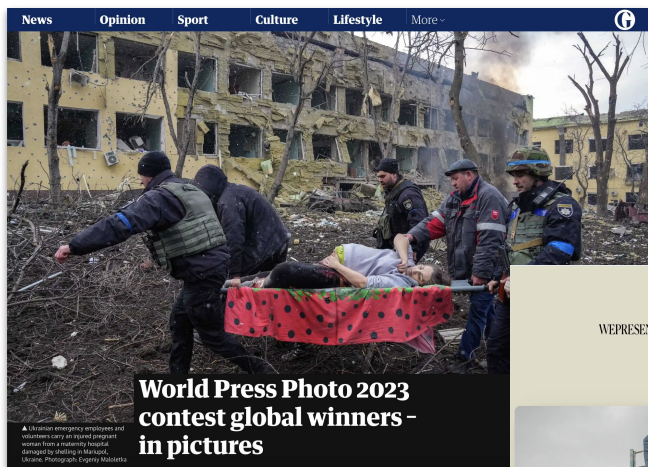 News Opinion Sport Culture Lifestyle More
World Press Photo 2023
contest global winners –
in pictures
▲ Ukrainian emergency employees and
volunteers carry an injured pregnant
woman from a maternity hospital
damaged by shelling in Mariupol,
Ukraine. Photograph: Evgeniy Maloletka
WEPRESEN